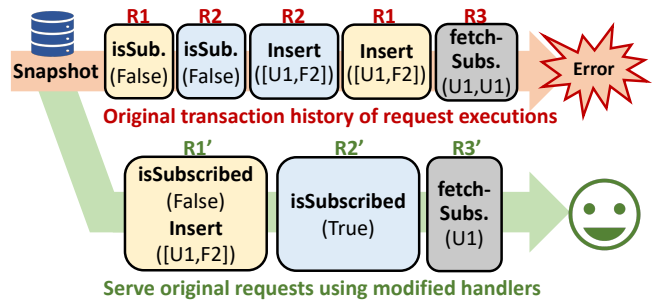 R1 R2 R2 R1 R3
Snapshot
isSub.
(False)
isSub.
(False)
Insert
([U1,F2])
Insert
([U1,F2])
fetch-
Subs.
(U1,U1)
Error
Original transaction history of request executions
R1’ R2’ R3’
isSubscribed
(False)
Insert
([U1,F2])
isSubscribed
(True)
fetch-
Subs.
(U1)
Serve original requests using modified handlers